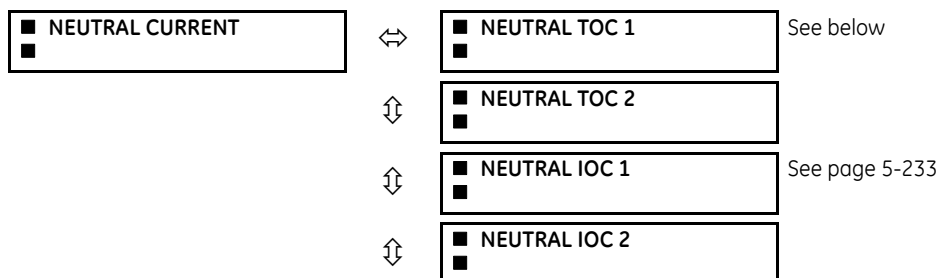 ■ NEUTRAL CURRENT
■
■ NEUTRAL TOC 1
■
See below
■ NEUTRAL TOC 2
■
■ NEUTRAL IOC 1
■
See page 5-233
■ NEUTRAL IOC 2
■